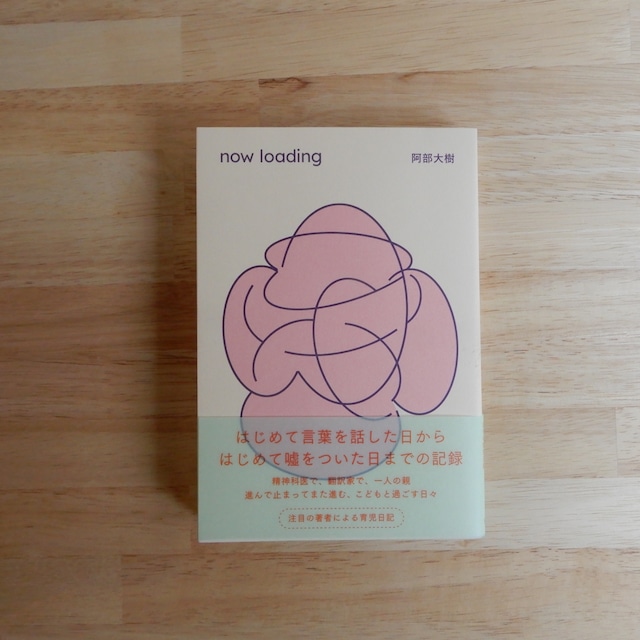 now loading
阿部大樹
はじめて言葉を話した日から
はじめて嘘をついた日までの記録
精神科医で、翻訳家で、一人の親
進んで止まってまた進む、こどもと過ごす日々
注目の著者による育児日記